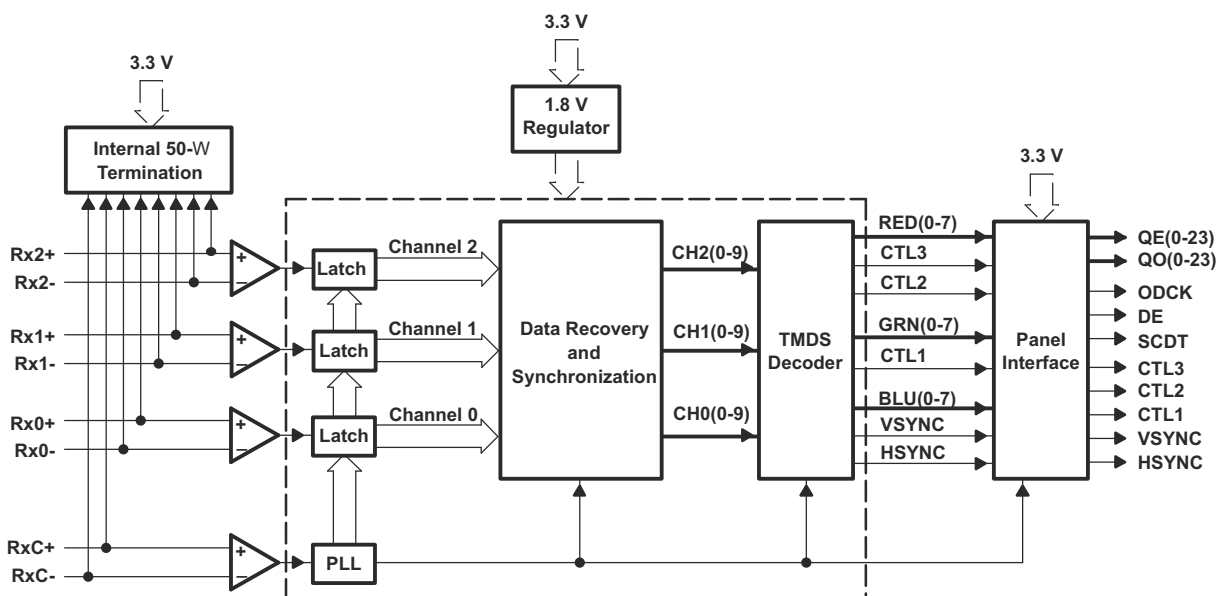 3.3 V
3.3 V
1.8 V
Regulator
Internal 50-W
Termination
3.3 V
Rx2+
Rx2-
Rx1+
Rx1-
Rx0+
Rx0-
RxC+
RxC-
+
−
+
−
+
−
+
−
Latch
Latch
Latch
PLL
Channel 2
Channel 1
Channel 0
Data Recovery
and
Synchronization
CH2(0-9)
CH1(0-9)
CH0(0-9)
TMDS
Decoder
RED(0-7)
CTL3
CTL2
GRN(0-7)
CTL1
BLU(0-7)
VSYNC
HSYNC
Panel
Interface
QE(0-23)
QO(0-23)
ODCK
DE
SCDT
CTL3
CTL2
CTL1
VSYNC
HSYNC